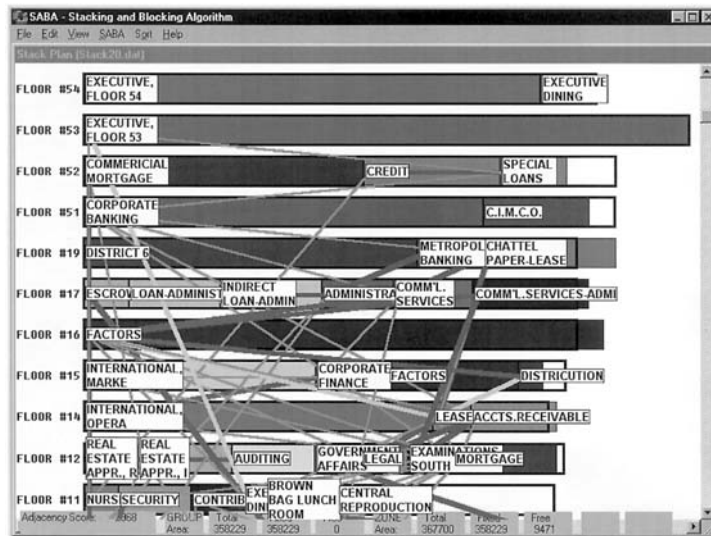 SABA - Stacking and Blocking Algorithm
File Edit View SABA Sort Help
Stack Plan (Stack20.dat)
FLOOR #54
EXECUTIVE,
FLOOR 54
EXECUTIVE
DINING
FLOOR #53
EXECUTIVE,
FLOOR 53
FLOOR #52
COMMERICIAL
MORTGAGE
CREDIT
SPECIAL
LOANS
FLOOR #51
CORPORATE
BANKING
C.I.M.C.O.
FLOOR #19
DISTRICT 6
METROPOL
BANKING
CHATTEL
PAPER-LEASE
FLOOR #17
ESCROV
LOAN-ADMINIST
INDIRECT
LOAN-ADMIN
ADMINISTRA
COMM'L.
SERVICES
COMM'L.SERVICES-ADMI
FLOOR #16
FACTORS
FLOOR #15
INTERNATIONAL,
MARKE
CORPORATE
FINANCE
FACTORS
DISTRICUTION
FLOOR #14
INTERNATIONAL,
OPERA
LEASE
ACCTS.RECEIVABLE
FLOOR #12
REAL
ESTATE
APPR., R
REAL
ESTATE
APPR., I
AUDITING
GOVERNMENT
AFFAIRS
LEGAL
EXAMINATIONS
SOUTH
MORTGAGE
FLOOR #11
NURS
SECURITY
CONTRIB
EXE
DIN
BROWN
BAG LUNCH
ROOM
CENTRAL
REPRODUCTION
Adjacency Score: GROUP Total ZONE Total Fixed Free
Area: 358229 358229 0 Area: 367700 358229 9471